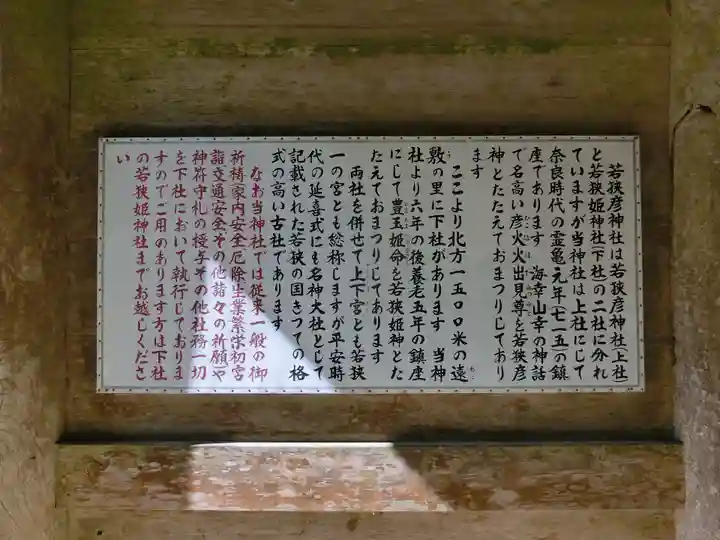 若狭彦神社は若狭彦神社(上社)
と若狭姫神社(下社)の二社に分れ
ていますが当神社は上社にして
奈良時代の霊亀元年(七一五)の鎮
座であります 海幸山幸の神話
で名高い彦火火出見尊を若狭彦
神とたたえておまつりしてあり
ます
ここより北方一五〇〇米の遠
敷の里に下社があります 当神
社より六年の後養老五年の鎮座
にして豊玉姫命を若狭姫神とた
たえておまつりしてあります
両社を併せて上下宮とも若狭
一の宮とも総称しますが平安時
代の延喜式にも名神大社として
記載された若狭の国きつての格
式の高い古社であります
なお当神社では従来一般の御
祈祷(家内安全厄除生業繁栄初宮
詣交通安全その他諸々の祈願)や
神符守札の授与その他社務一切
を下社において執行しておりま
すのでご用のあります方は下社
の若狭姫神社までお越しくださ
い